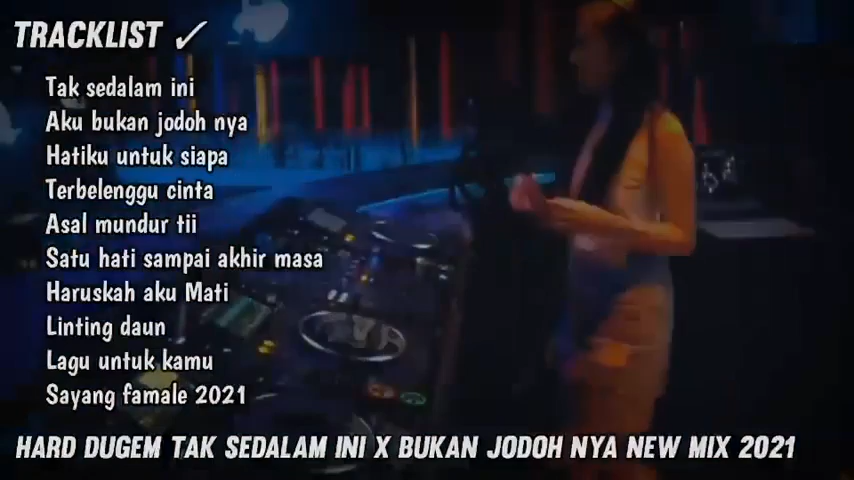 TRACKLIST ✓
Tak sedalam ini
Aku bukan jodoh nya
Hatiku untuk siapa
Terbelenggu cinta
Asal mundur tii
Satu hati sampai akhir masa
Haruskah aku Mati
Linting daun
Lagu untuk kamu
Sayang famale 2021
HARD DUGEM TAK SEDALAM INI X BUKAN JODOH NYA NEW MIX 2021